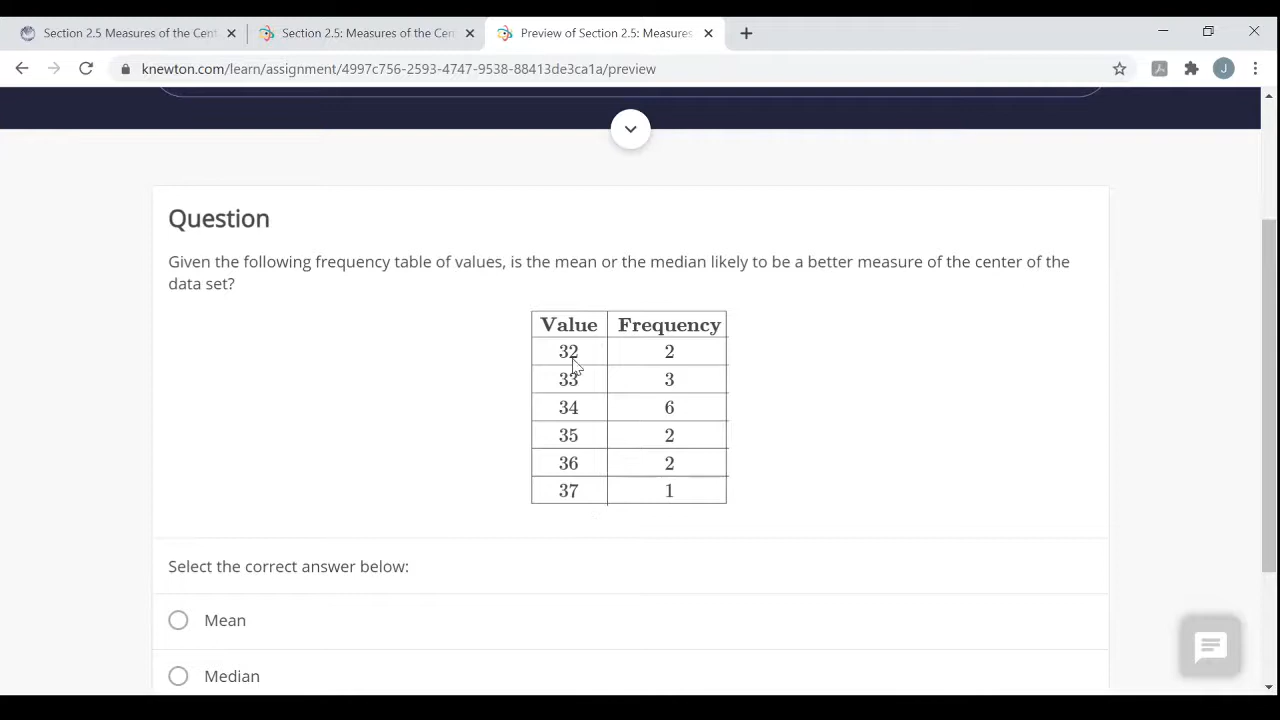 Section 2.5 Measures of the Cent
Section 2.5: Measures of the Cen
Preview of Section 2.5: Measures
knewton.com/learn/assignment/4997c756-2593-4747-9538-88413de3ca1a/preview
J
Question
Given the following frequency table of values, is the mean or the median likely to be a better measure of the center of the
data set?
Value Frequency
32 2
33 3
34 6
35 2
36 2
37 1
Select the correct answer below:
Mean
Median